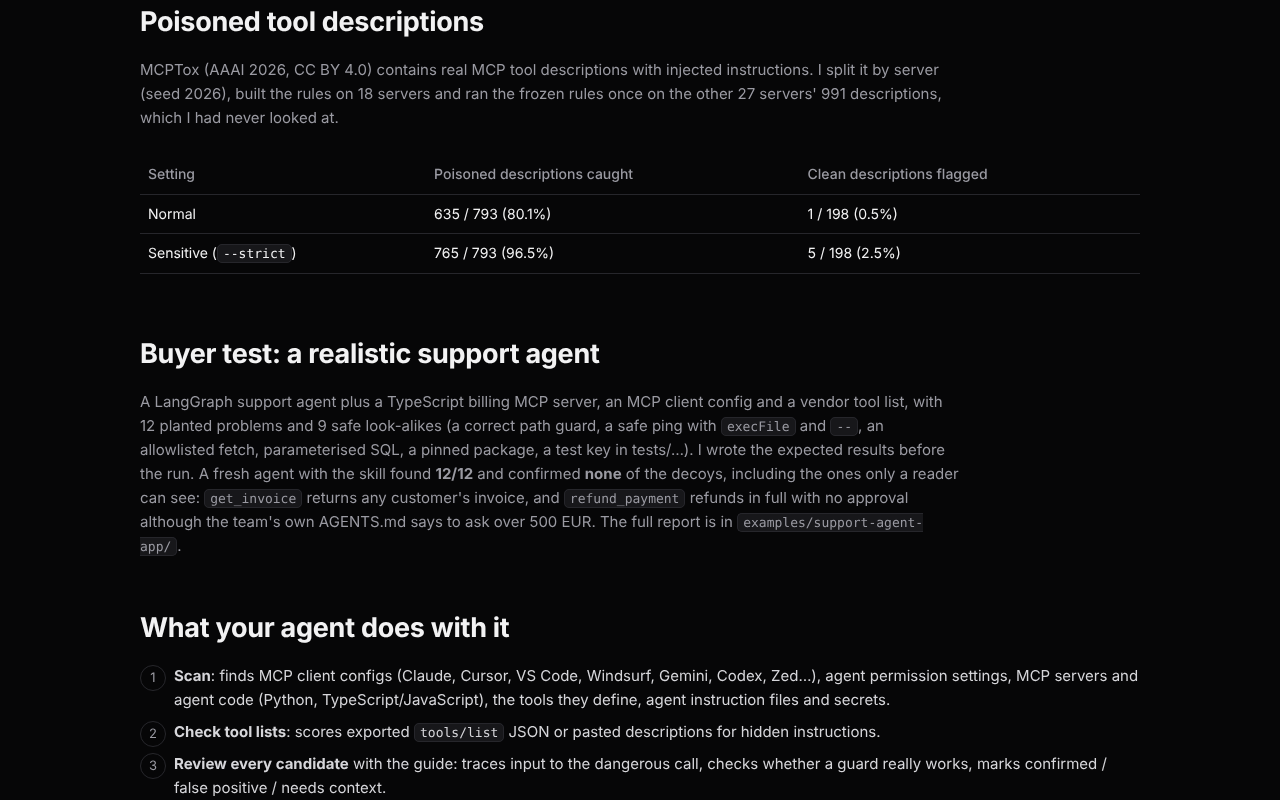 Poisoned tool descriptions
MCPTox (AAAI 2026, CC BY 4.0) contains real MCP tool descriptions with injected instructions. I split it by server
(seed 2026), built the rules on 18 servers and ran the frozen rules once on the other 27 servers' 991 descriptions,
which I had never looked at.
Setting Poisoned descriptions caught Clean descriptions flagged
Normal 635 / 793 (80.1%) 1 / 198 (0.5%)
Sensitive (--strict) 765 / 793 (96.5%) 5 / 198 (2.5%)
Buyer test: a realistic support agent
A LangGraph support agent plus a TypeScript billing MCP server, an MCP client config and a vendor tool list, with
12 planted problems and 9 safe look-alikes (a correct path guard, a safe ping with execFile and --, an
allowlisted fetch, parameterised SQL, a pinned package, a test key in tests/...). I wrote the expected results before
the run. A fresh agent with the skill found 12/12 and confirmed none of the decoys, including the ones only a reader
can see: get_invoice returns any customer's invoice, and refund_payment refunds in full with no approval
although the team's own AGENTS.md says to ask over 500 EUR. The full report is in examples/support-agent-
app/.
What your agent does with it
1 Scan: finds MCP client configs (Claude, Cursor, VS Code, Windsurf, Gemini, Codex, Zed...), agent permission settings, MCP servers and
agent code (Python, TypeScript/JavaScript), the tools they define, agent instruction files and secrets.
2 Check tool lists: scores exported tools/list JSON or pasted descriptions for hidden instructions.
3 Review every candidate with the guide: traces input to the dangerous call, checks whether a guard really works, marks confirmed /
false positive / needs context.